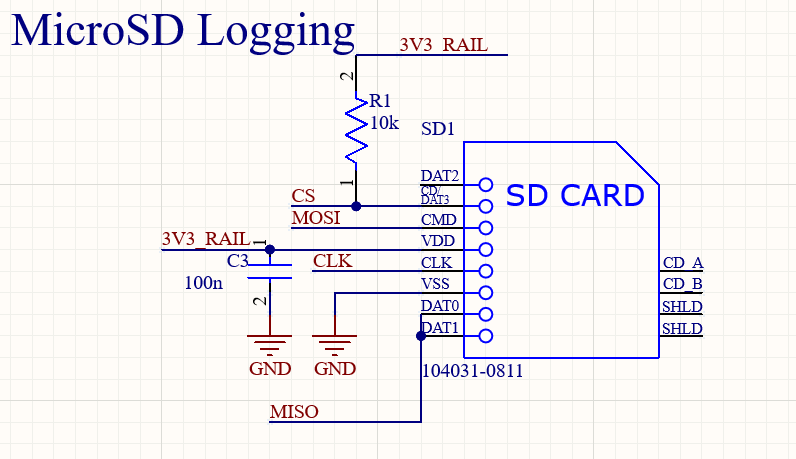 MicroSD Logging
3V3_RAIL
2
R1
10k
1
SD1
SD CARD
DAT2
CD/
DAT3
CS
MOSI
CMD
3V3_RAIL
1
VDD
C3
100n
CLK
CLK
CD_A
VSS
CD_B
2
DAT0
SHLD
DAT1
SHLD
GND
GND
104031-0811
MISO